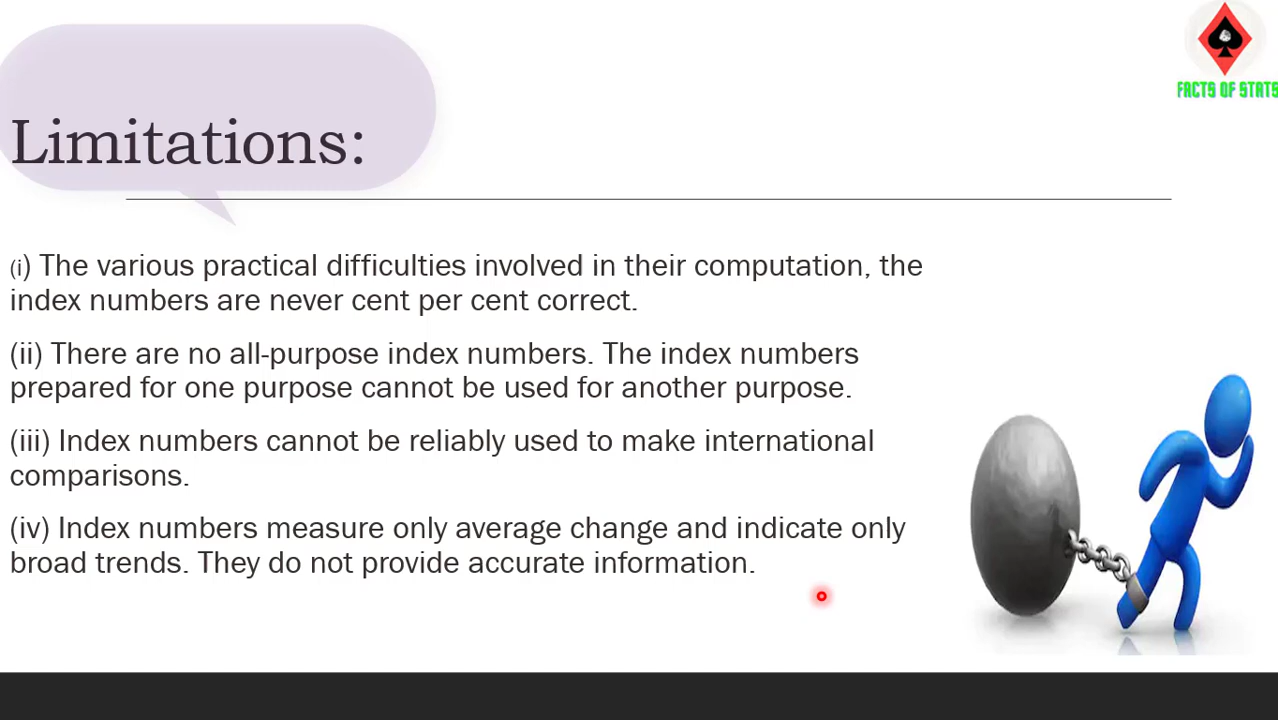 FACTS OF STATS
Limitations:
(i) The various practical difficulties involved in their computation, the
index numbers are never cent per cent correct.
(ii) There are no all-purpose index numbers. The index numbers
prepared for one purpose cannot be used for another purpose.
(iii) Index numbers cannot be reliably used to make international
comparisons.
(iv) Index numbers measure only average change and indicate only
broad trends. They do not provide accurate information.